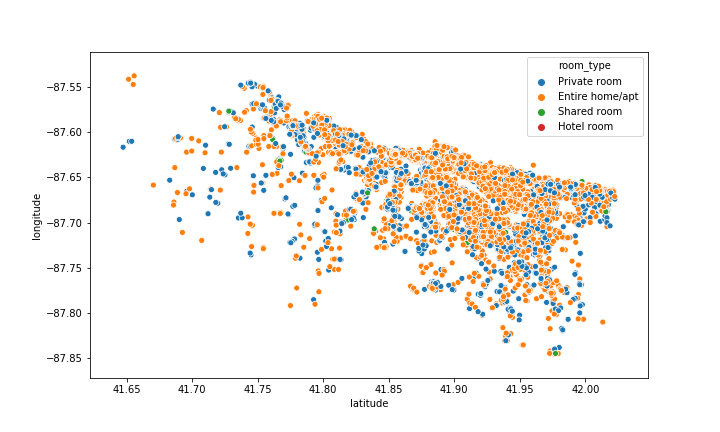 room_type
Private room
Entire home/apt
Shared room
Hotel room
−87.55
−87.60
−87.65
−87.70
−87.75
−87.80
−87.85
longitude
41.65 41.70 41.75 41.80 41.85 41.90 41.95 42.00
latitude